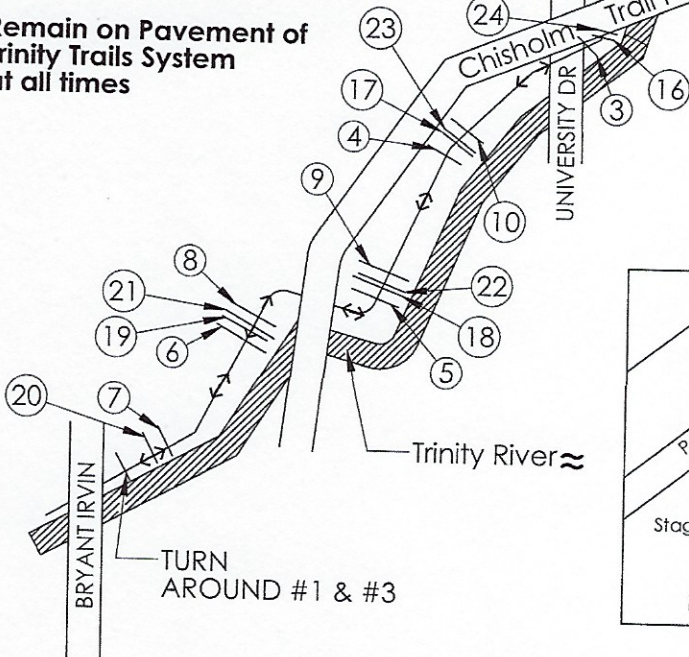 Remain on Pavement of
rinity Trails System
at all times
24
23
Chisholm Trail
17
3
16
4
UNIVERSITY DR
9
10
8
21
22
19
18
6
5
20
7
Trinity River≈
BRYANT IRVIN
TURN
AROUND #1 & #3
P
Stag